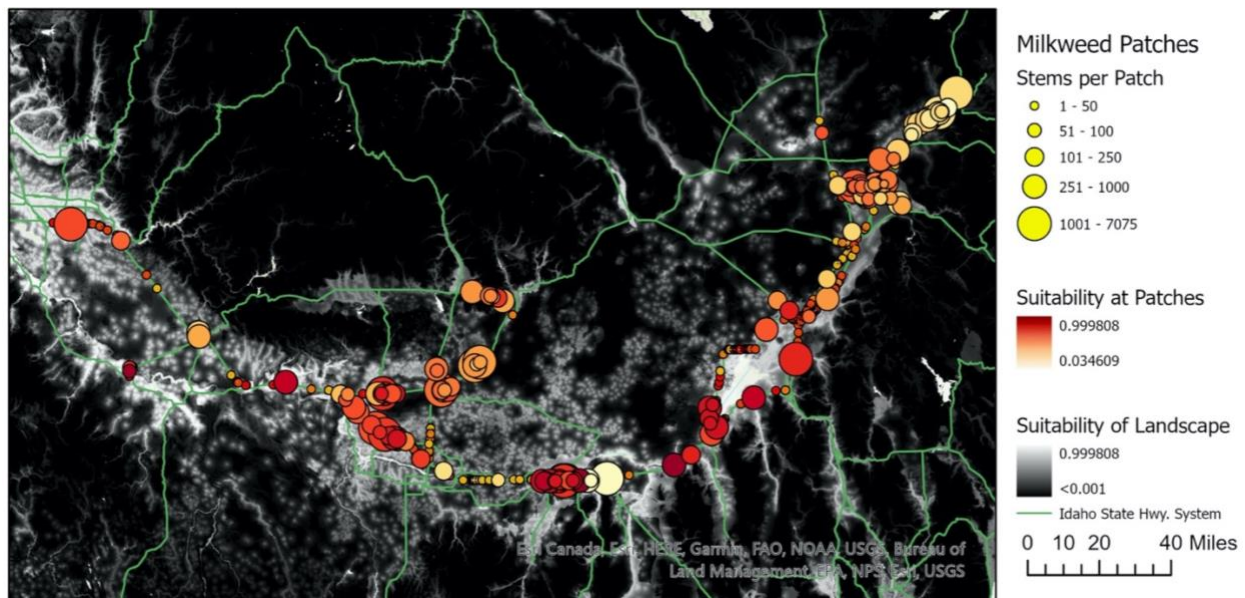 Milkweed Patches
Stems per Patch
1 - 50
51 - 100
101 - 250
251 - 1000
1001 - 7075
Suitability at Patches
0.999808
0.034609
Suitability of Landscape
0.999808
<0.001
Idaho State Hwy. System
0 10 20 40 Miles
Esri Canada, Esri, HERE, Garmin, FAO, NOAA, USGS, Bureau of
Land Management, EPA, NPS, Esri, USGS